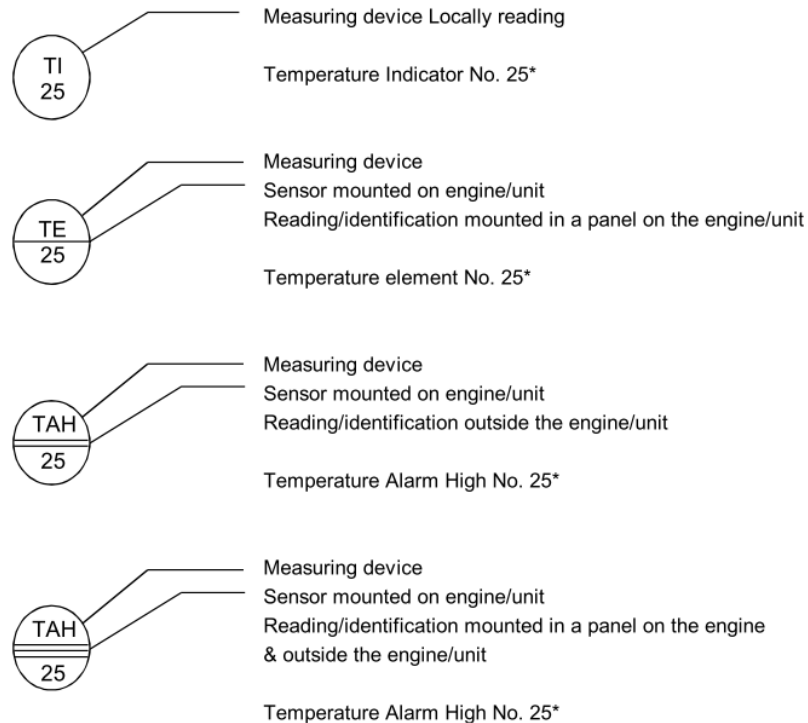 Measuring device Locally reading
TI
25
Temperature Indicator No. 25*
Measuring device
Sensor mounted on engine/unit
TE
Reading/identification mounted in a panel on the engine/unit
25
Temperature element No. 25*
Measuring device
Sensor mounted on engine/unit
TAH
Reading/identification outside the engine/unit
25
Temperature Alarm High No. 25*
Measuring device
Sensor mounted on engine/unit
TAH
Reading/identification mounted in a panel on the engine
& outside the engine/unit
25
Temperature Alarm High No. 25*